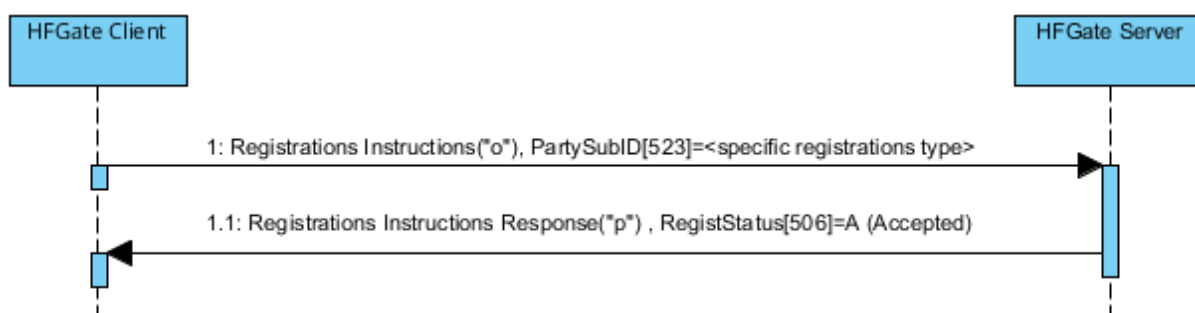 HFGate Client
HFGate Server
1: Registrations Instructions("o"), PartySubID[523]=<specific registrations type>
1.1: Registrations Instructions Response("p") , RegistStatus[506]=A (Accepted)